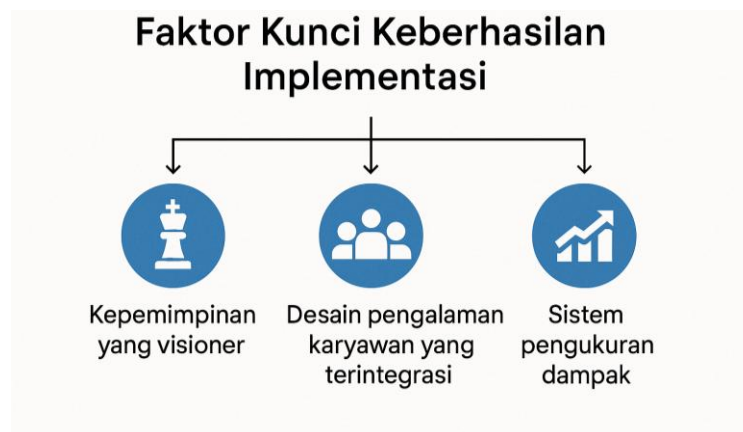 Faktor Kunci Keberhasilan
Implementasi
Kepemimpinan
yang visioner
Desain pengalaman
karyawan yang
terintegrasi
Sistem
pengukuran
dampak